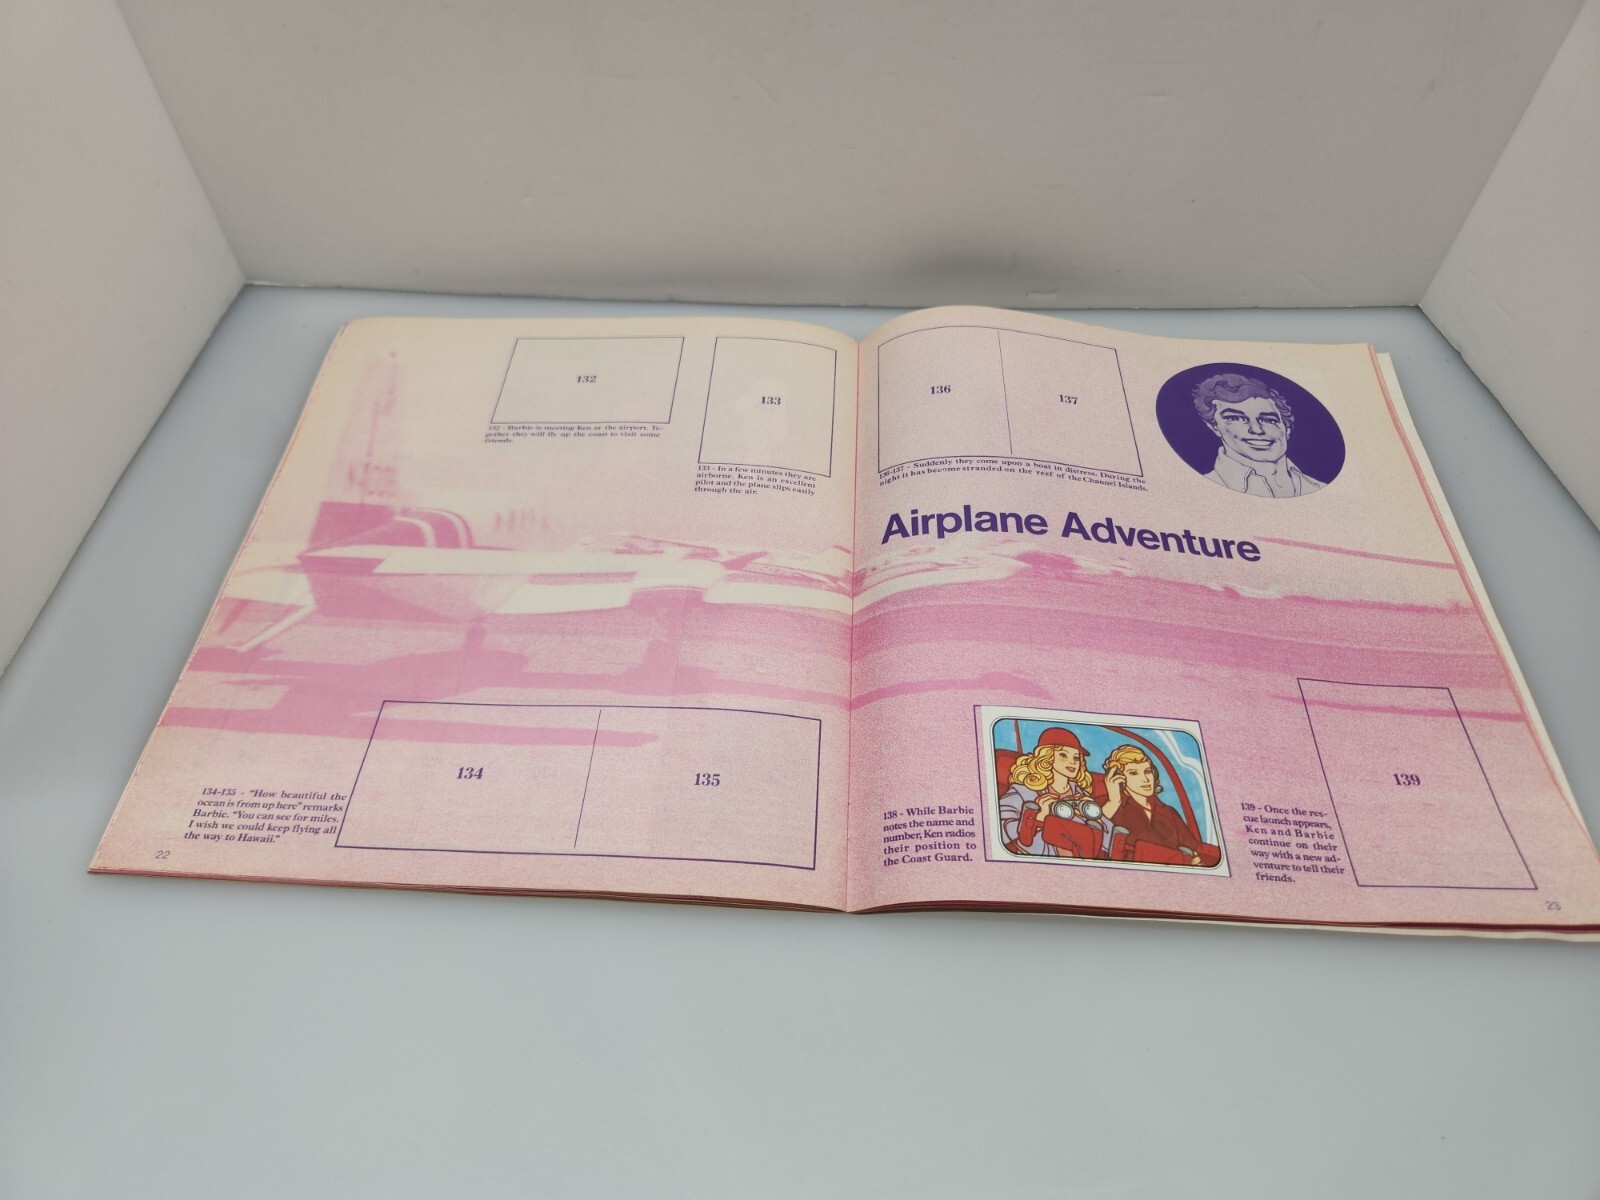 132
132 - Barbie is meeting Ken at the airport. To-
gether they will fly up the coast to visit some
friends.
133
133 - In a few minutes they are
airborne. Ken is an excellent
pilot and the plane slips easily
through the air.
134
135
134-135 - "How beautiful the
ocean is from up here" remarks
Barbie. "You can see for miles.
I wish we could keep flying all
the way to Hawaii."
22
136
137
136-137 - Suddenly they come upon a boat in distress. During the
night it has become stranded on the reef of the Channel Islands.
Airplane Adventure
138 - While Barbie
notes the name and
number, Ken radios
their position to
the Coast Guard.
139 - Once the res-
cue launch appears,
Ken and Barbie
continue on their
way with a new ad-
venture to tell their
friends.
139
23